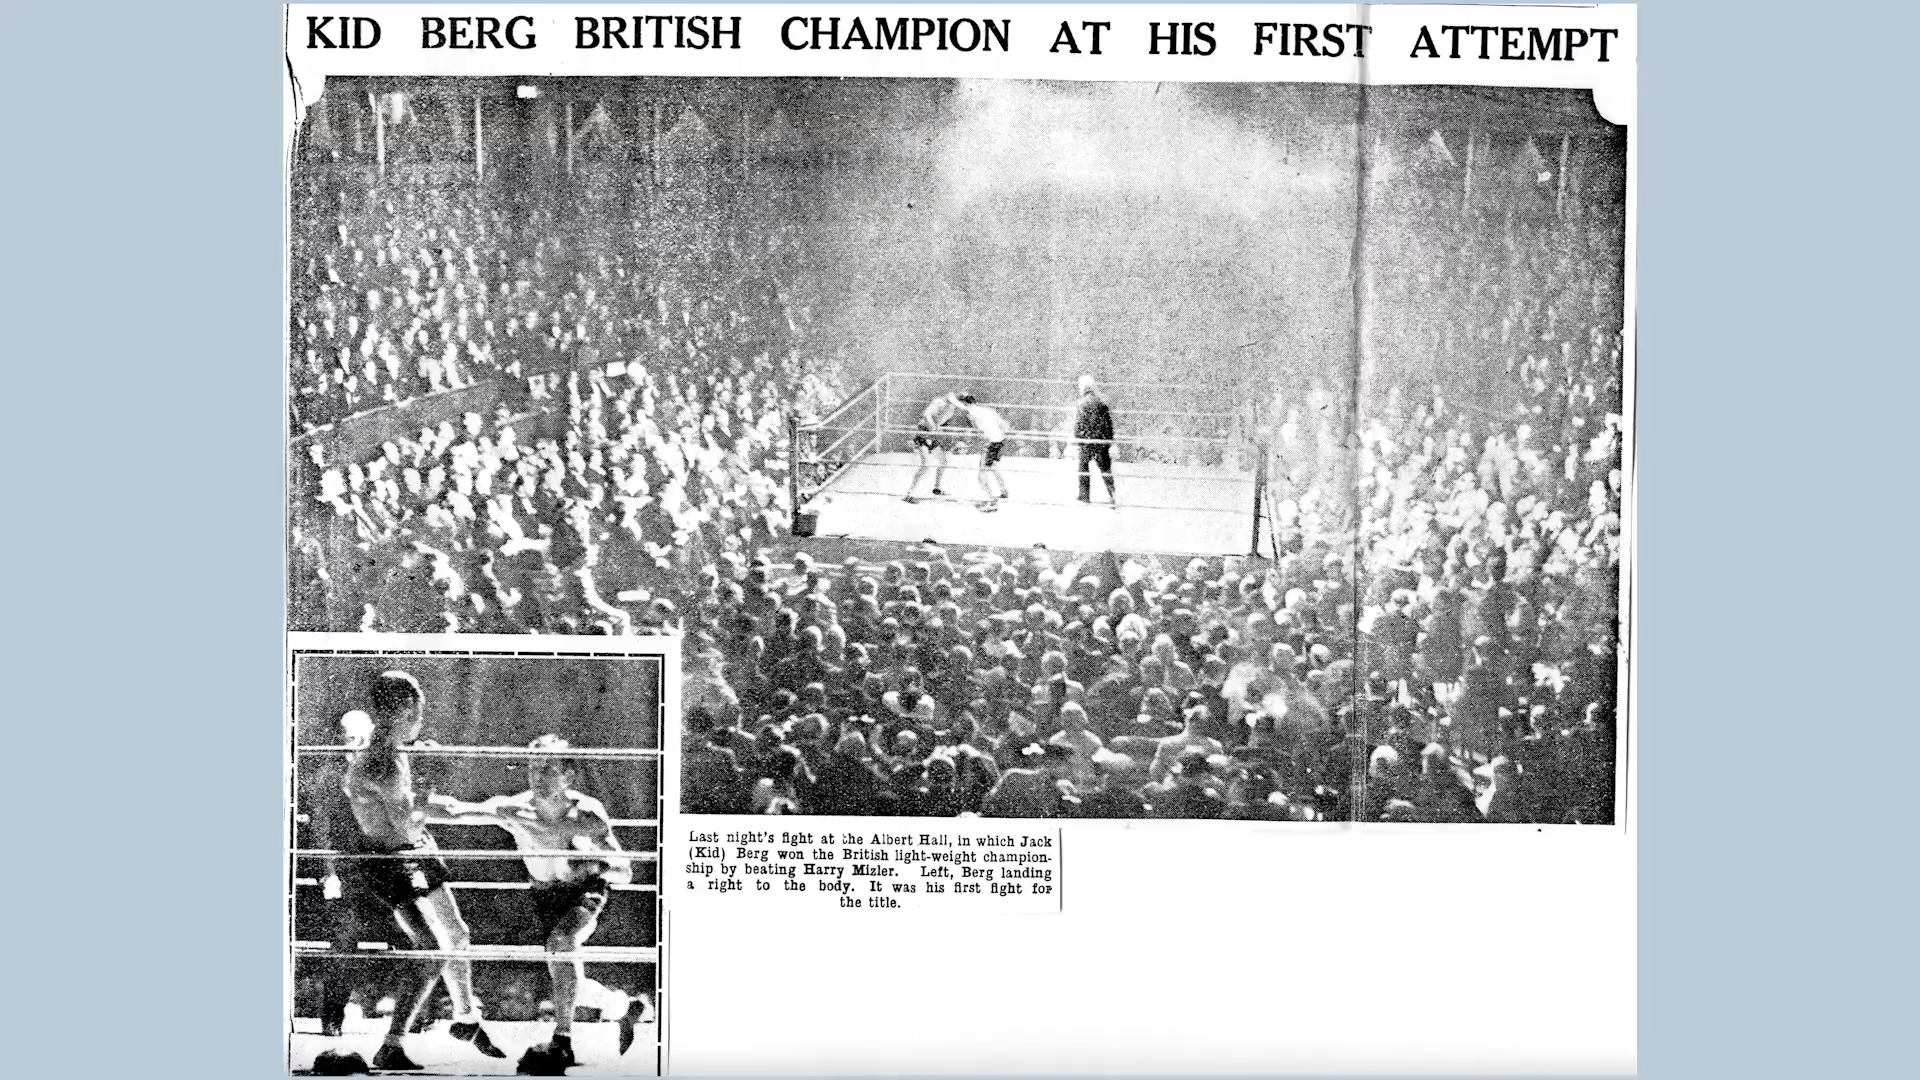 KID BERG BRITISH CHAMPION AT HIS FIRST ATTEMPT
Last night's fight at the Albert Hall, in which Jack
(Kid) Berg won the British light-weight champion-
ship by beating Harry Mizler. Left, Berg landing
a right to the body. It was his first fight for
the title.